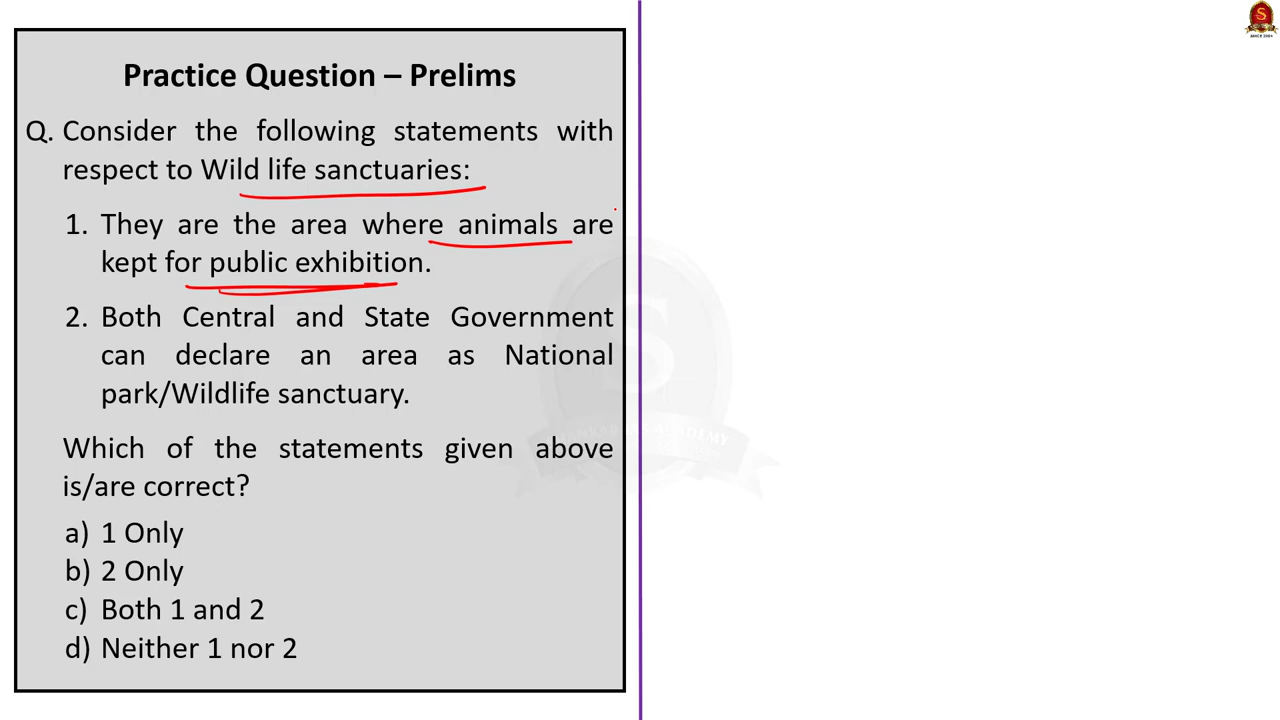 Practice Question – Prelims
Q. Consider the following statements with
respect to Wild life sanctuaries:
1. They are the area where animals are
kept for public exhibition.
2. Both Central and State Government
can declare an area as National
park/Wildlife sanctuary.
Which of the statements given above
is/are correct?
a) 1 Only
b) 2 Only
c) Both 1 and 2
d) Neither 1 nor 2
S